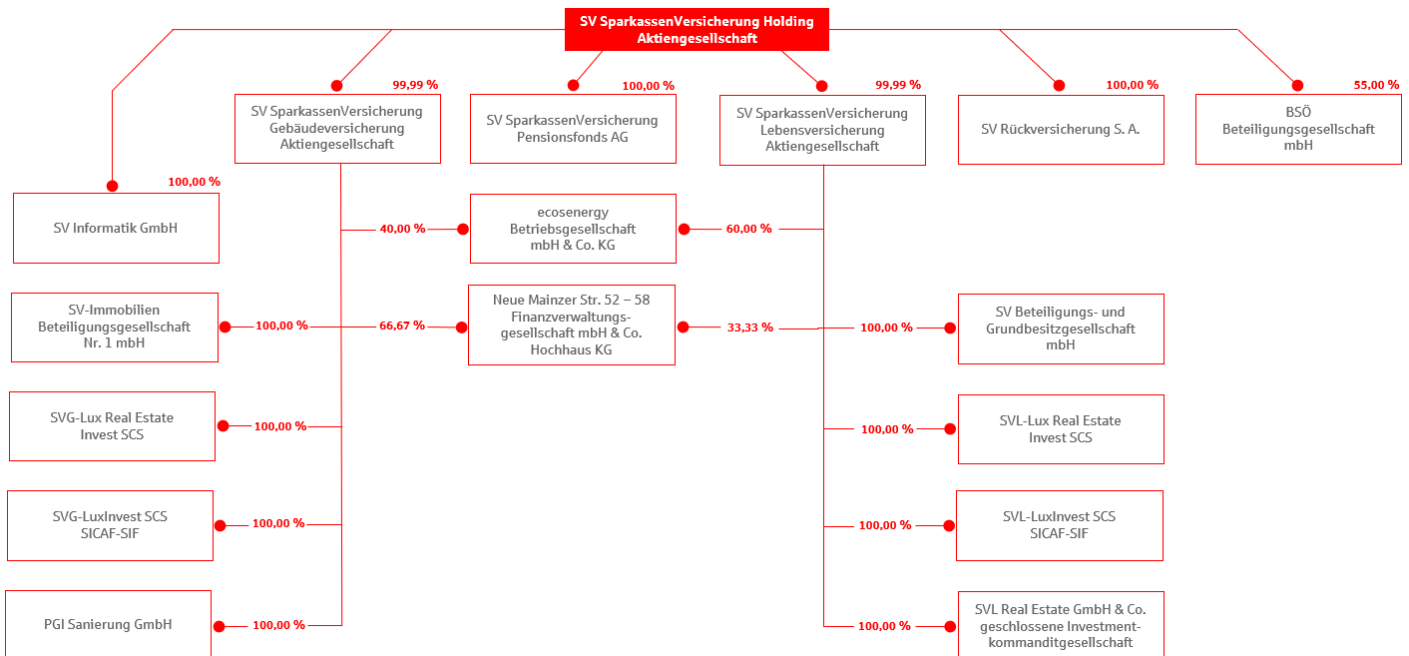 SV SparkassenVersicherung Holding
Aktiengesellschaft
99,99 %
100,00 %
99,99 %
100,00 %
55,00 %
SV SparkassenVersicherung
Gebäudeversicherung
Aktiengesellschaft
SV SparkassenVersicherung
Pensionsfonds AG
SV SparkassenVersicherung
Lebensversicherung
Aktiengesellschaft
SV Rückversicherung S. A.
BSÖ
Beteiligungsgesellschaft
mbH
100,00 %
SV Informatik GmbH
40,00 %
ecosenergy
Betriebsgesellschaft
mbH & Co. KG
60,00 %
SV-Immobilien
Beteiligungsgesellschaft
Nr. 1 mbH
100,00 %
66,67 %
Neue Mainzer Str. 52 – 58
Finanzverwaltungs-
gesellschaft mbH & Co.
Hochhaus KG
33,33 %
100,00 %
SV Beteiligungs- und
Grundbesitzgesellschaft
mbH
SVG-Lux Real Estate
Invest SCS
100,00 %
100,00 %
SVL-Lux Real Estate
Invest SCS
SVG-LuxInvest SCS
SICAF-SIF
100,00 %
100,00 %
SVL-LuxInvest SCS
SICAF-SIF
PGI Sanierung GmbH
100,00 %
100,00 %
SVL Real Estate GmbH & Co.
geschlossene Investment-
kommanditgesellschaft